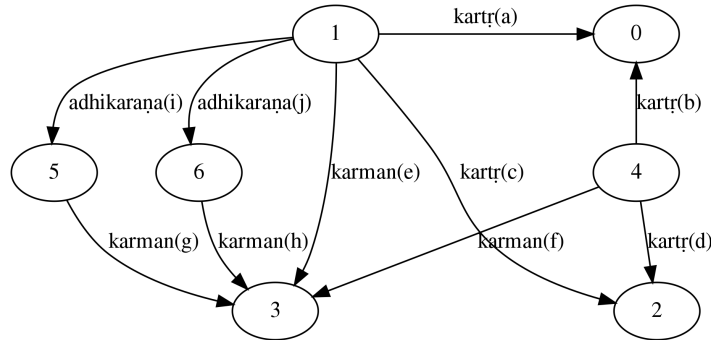 1
kartṛ(a)
0
adhikaraṇa(i)
adhikaraṇa(j)
kartṛ(b)
5
6
karman(e)
kartṛ(c)
4
karman(g)
karman(h)
karman(f)
kartṛ(d)
3
2